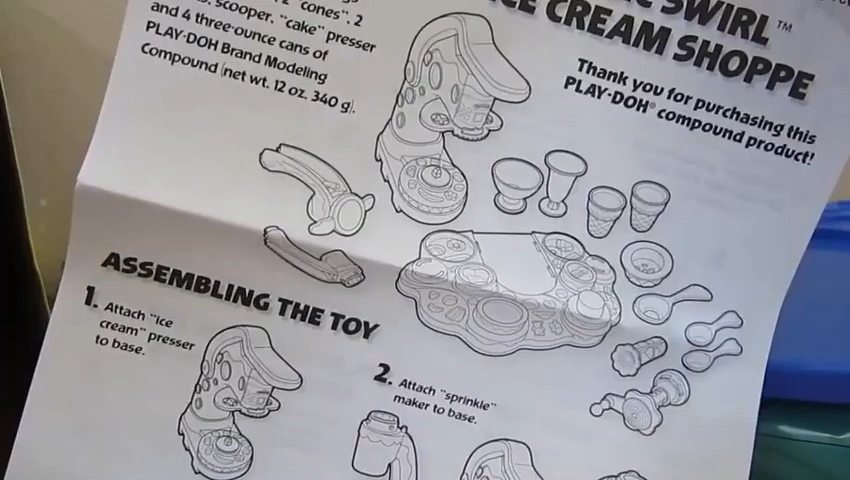 "cones". 2
scooper, "cake" presser
and 4 three-ounce cans of
PLAY-DOH Brand Modeling
Compound (net wt. 12 oz. 340 g).
SWIRL™
ICE CREAM SHOPPE
Thank you for purchasing this
PLAY-DOH® compound product!
ASSEMBLING THE TOY
1. Attach "Ice
cream" presser
to base.
2. Attach "sprinkle"
maker to base.